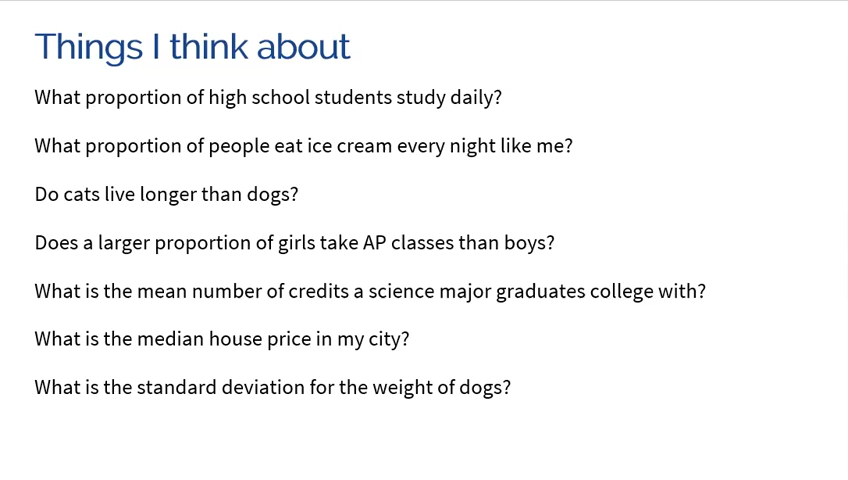 Things I think about
What proportion of high school students study daily?
What proportion of people eat ice cream every night like me?
Do cats live longer than dogs?
Does a larger proportion of girls take AP classes than boys?
What is the mean number of credits a science major graduates college with?
What is the median house price in my city?
What is the standard deviation for the weight of dogs?